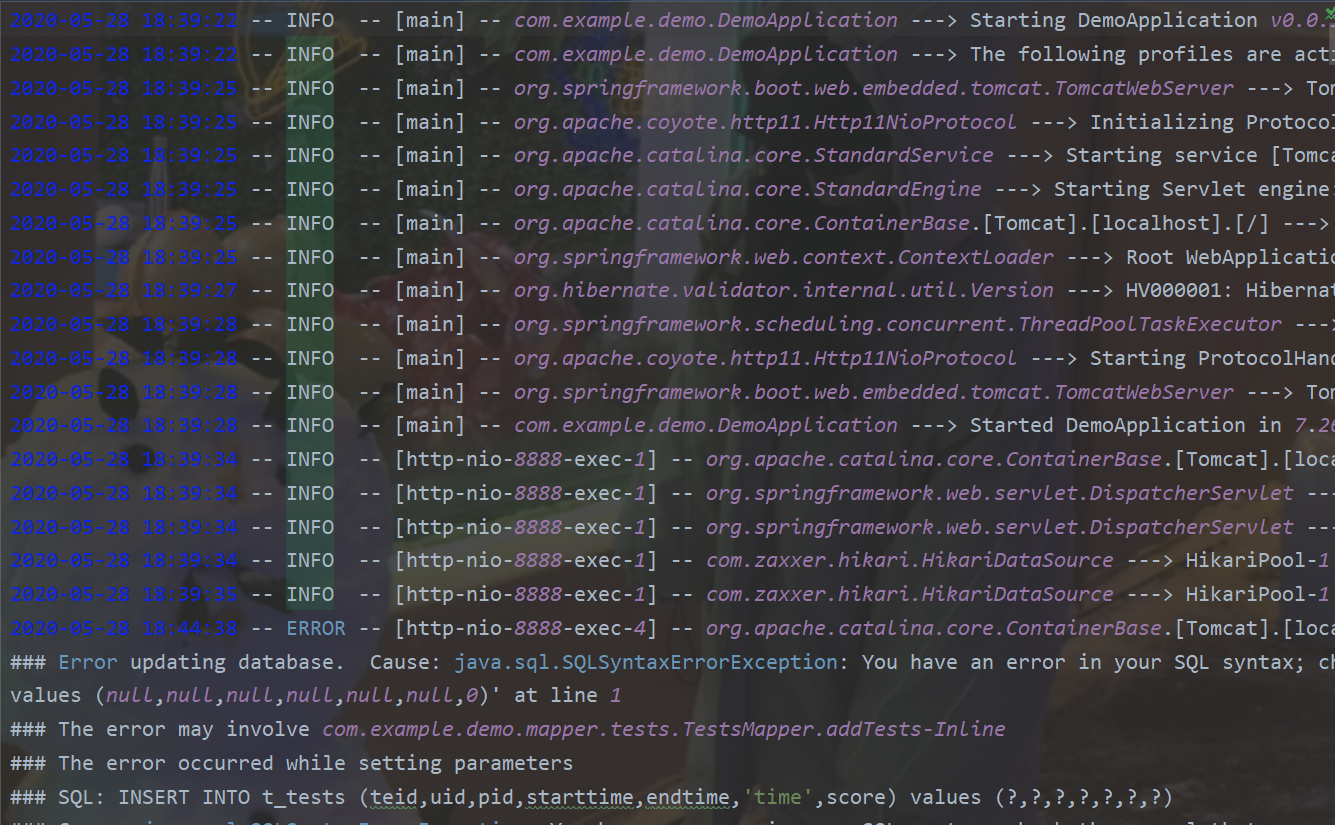 2020-05-28 18:39:22 -- INFO -- [main] -- com.example.demo.DemoApplication ---> Starting DemoApplication v0.0.
2020-05-28 18:39:22 -- INFO -- [main] -- com.example.demo.DemoApplication ---> The following profiles are acti
2020-05-28 18:39:25 -- INFO -- [main] -- org.springframework.boot.web.embedded.tomcat.TomcatWebServer ---> Tom
2020-05-28 18:39:25 -- INFO -- [main] -- org.apache.coyote.http11.Http11NioProtocol ---> Initializing Protocol
2020-05-28 18:39:25 -- INFO -- [main] -- org.apache.catalina.core.StandardService ---> Starting service [Tomca
2020-05-28 18:39:25 -- INFO -- [main] -- org.apache.catalina.core.StandardEngine ---> Starting Servlet engine:
2020-05-28 18:39:25 -- INFO -- [main] -- org.apache.catalina.core.ContainerBase.[Tomcat].[localhost].[/] --->
2020-05-28 18:39:25 -- INFO -- [main] -- org.springframework.web.context.ContextLoader ---> Root WebApplicatio
2020-05-28 18:39:27 -- INFO -- [main] -- org.hibernate.validator.internal.util.Version ---> HV000001: Hibernat
2020-05-28 18:39:28 -- INFO -- [main] -- org.springframework.scheduling.concurrent.ThreadPoolTaskExecutor --->
2020-05-28 18:39:28 -- INFO -- [main] -- org.apache.coyote.http11.Http11NioProtocol ---> Starting ProtocolHand
2020-05-28 18:39:28 -- INFO -- [main] -- org.springframework.boot.web.embedded.tomcat.TomcatWebServer ---> Tom
2020-05-28 18:39:28 -- INFO -- [main] -- com.example.demo.DemoApplication ---> Started DemoApplication in 7.26
2020-05-28 18:39:34 -- INFO -- [http-nio-8888-exec-1] -- org.apache.catalina.core.ContainerBase.[Tomcat].[loca
2020-05-28 18:39:34 -- INFO -- [http-nio-8888-exec-1] -- org.springframework.web.servlet.DispatcherServlet ---
2020-05-28 18:39:34 -- INFO -- [http-nio-8888-exec-1] -- org.springframework.web.servlet.DispatcherServlet ---
2020-05-28 18:39:34 -- INFO -- [http-nio-8888-exec-1] -- com.zaxxer.hikari.HikariDataSource ---> HikariPool-1
2020-05-28 18:39:35 -- INFO -- [http-nio-8888-exec-1] -- com.zaxxer.hikari.HikariDataSource ---> HikariPool-1
2020-05-28 18:44:38 -- ERROR -- [http-nio-8888-exec-4] -- org.apache.catalina.core.ContainerBase.[Tomcat].[loca
### Error updating database.  Cause: java.sql.SQLSyntaxErrorException: You have an error in your SQL syntax; ch
values (null,null,null,null,null,null,0)' at line 1
### The error may involve com.example.demo.mapper.tests.TestsMapper.addTests-Inline
### The error occurred while setting parameters
### SQL: INSERT INTO t_tests (teid,uid,pid,starttime,endtime,'time',score) values (?,?,?,?,?,?,?)